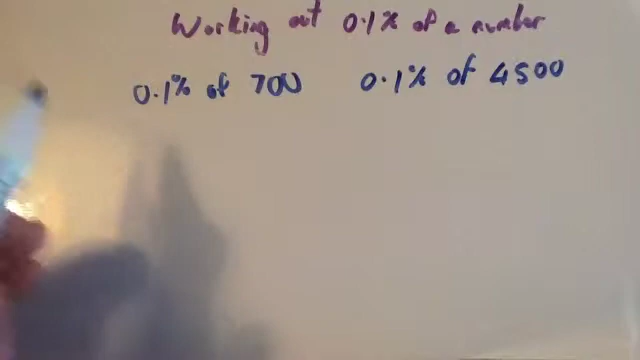 Working out 0.1% of a number
0.1% of 700 0.1% of 4500